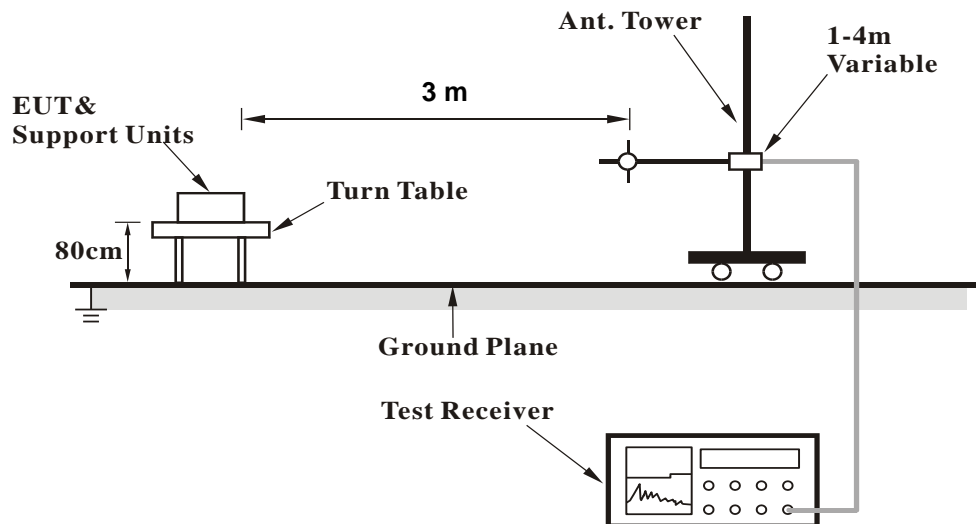 Ant. Tower
1-4m
Variable
3 m
EUT&
Support Units
Turn Table
80cm
Ground Plane
Test Receiver